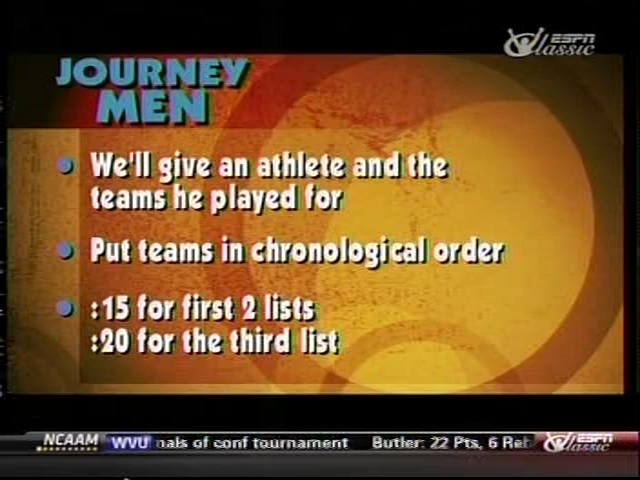 ESPN
Classic
JOURNEY
MEN
We'll give an athlete and the
teams he played for
Put teams in chronological order
:15 for first 2 lists
:20 for the third list
NCAAM WVU nals of conf tournament Butler: 22 Pts, 6 Reb ESPN
Classic